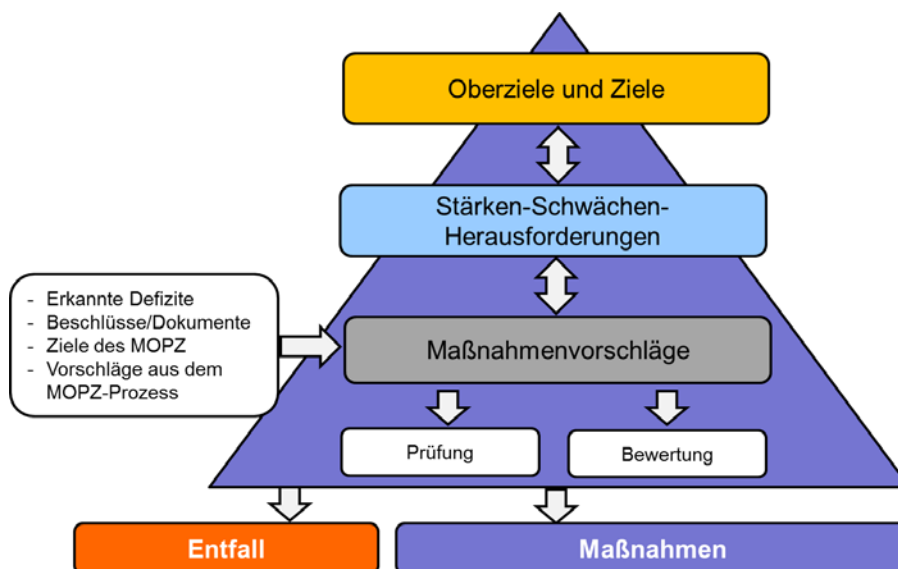 Oberziele und Ziele
Stärken-Schwächen-
Herausforderungen
- Erkannte Defizite
- Beschlüsse/Dokumente
- Ziele des MOPZ
- Vorschläge aus dem
MOPZ-Prozess
Maßnahmenvorschläge
Prüfung
Bewertung
Entfall
Maßnahmen